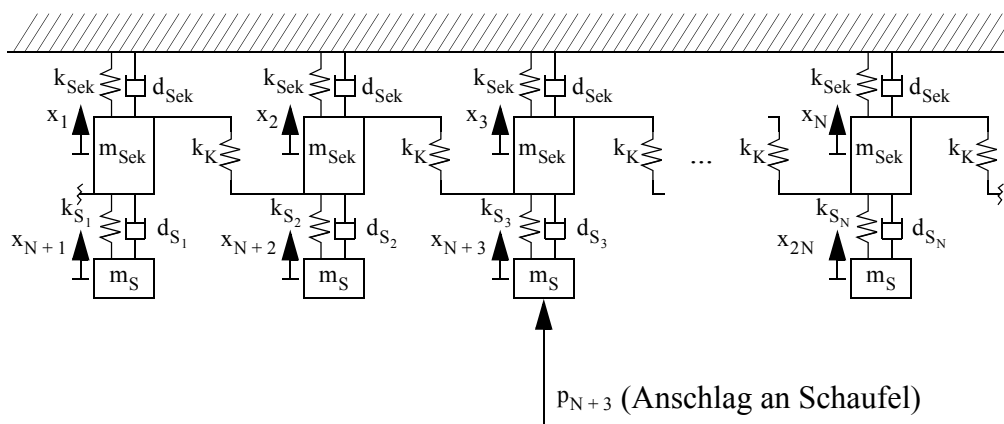 k_Sek d_Sek k_Sek d_Sek k_Sek d_Sek k_Sek d_Sek
x_1 x_2 x_3 x_N
m_Sek k_K m_Sek k_K m_Sek k_K ... k_K m_Sek k_K
k_S_1 d_S_1 k_S_2 d_S_2 k_S_3 d_S_3 k_S_N d_S_N
x_N+1 x_N+2 x_N+3 x_2N
m_S m_S m_S m_S
p_N+3 (Anschlag an Schaufel)